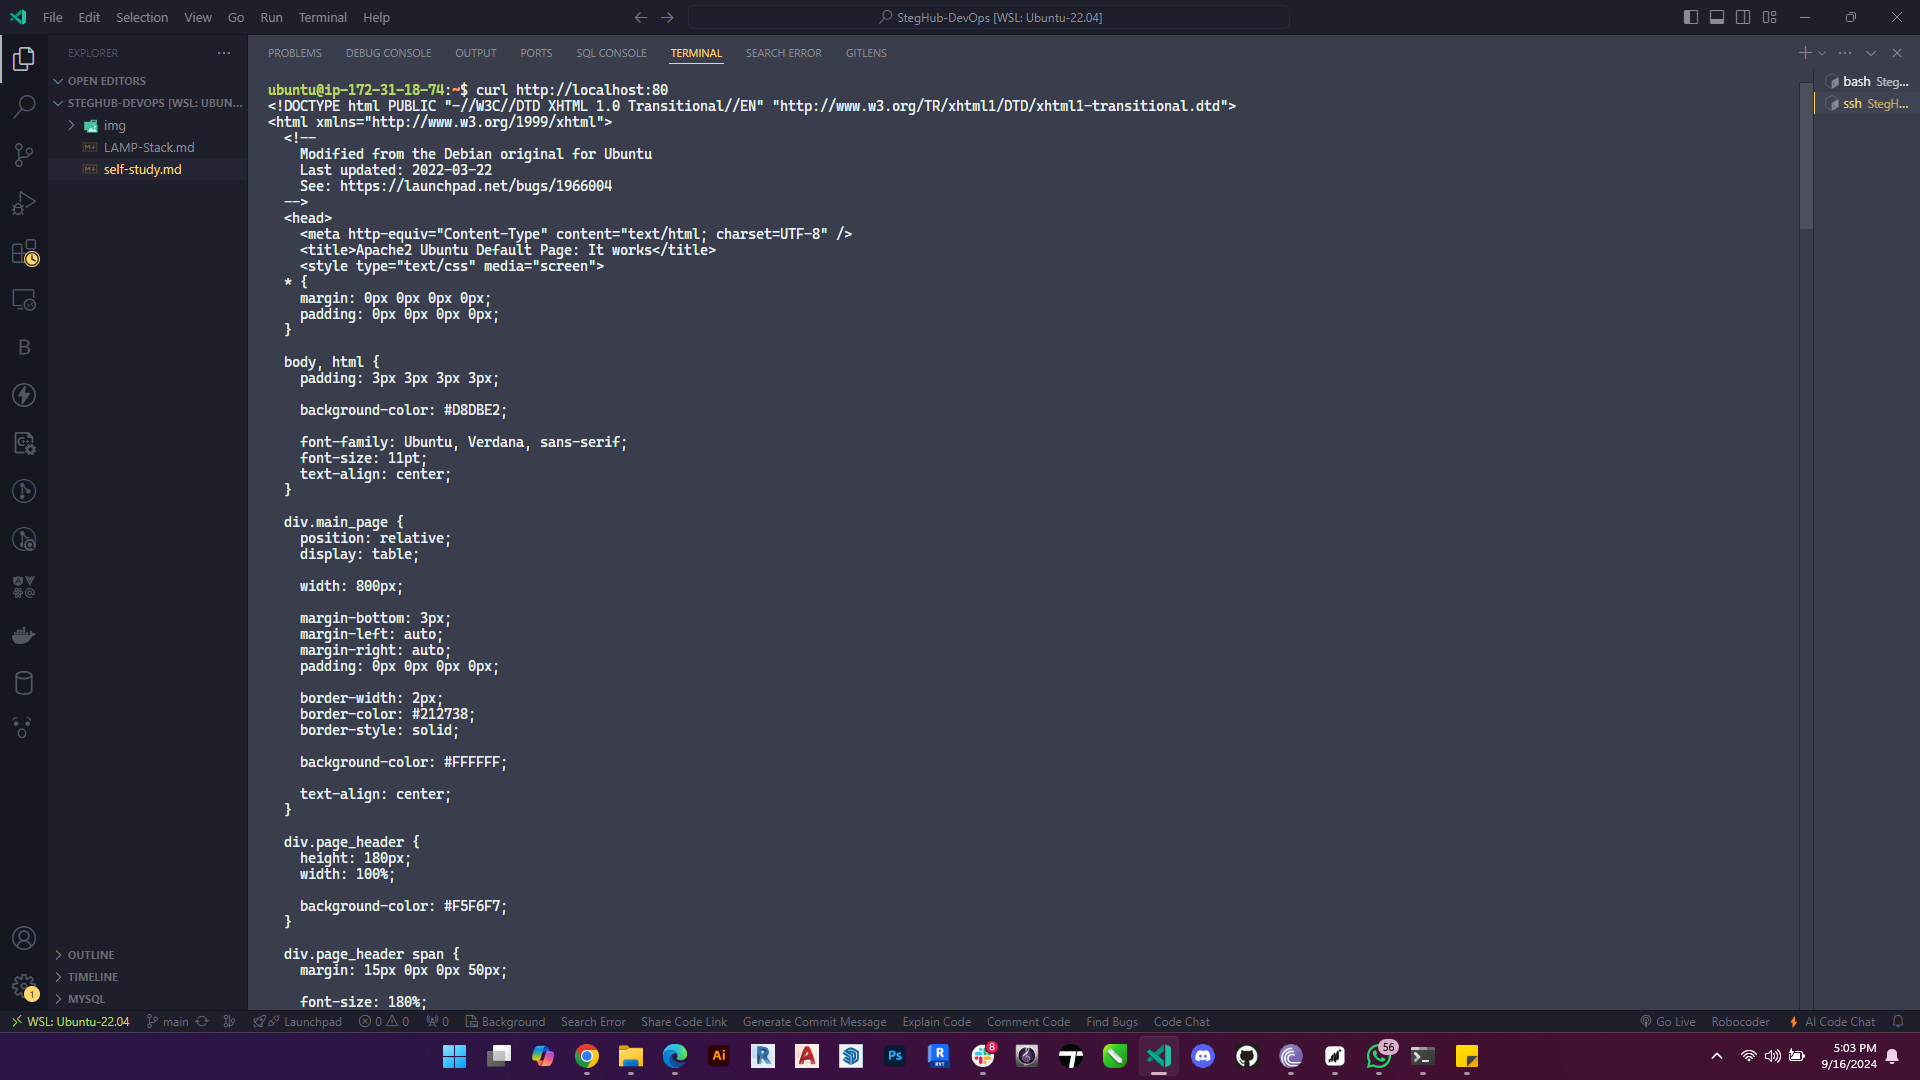 File Edit Selection View Go Run Terminal Help
StegHub-DevOps [WSL: Ubuntu-22.04]
EXPLORER
OPEN EDITORS
STEGHUB-DEVOPS [WSL: UBUN...
img
LAMP-Stack.md
self-study.md
PROBLEMS DEBUG CONSOLE OUTPUT PORTS SQL CONSOLE TERMINAL SEARCH ERROR GITLENS
bash Steg...
ssh StegH...
ubuntu@ip-172-31-18-74:~$ curl http://localhost:80
<!DOCTYPE html PUBLIC "-//W3C//DTD XHTML 1.0 Transitional//EN" "http://www.w3.org/TR/xhtml1/DTD/xhtml1-transitional.dtd">
<html xmlns="http://www.w3.org/1999/xhtml">
<!--
Modified from the Debian original for Ubuntu
Last updated: 2022-03-22
See: https://launchpad.net/bugs/1966004
-->
<head>
<meta http-equiv="Content-Type" content="text/html; charset=UTF-8" />
<title>Apache2 Ubuntu Default Page: It works</title>
<style type="text/css" media="screen">
* {
margin: 0px 0px 0px 0px;
padding: 0px 0px 0px 0px;
}
body, html {
padding: 3px 3px 3px 3px;
background-color: #D8DBE2;
font-family: Ubuntu, Verdana, sans-serif;
font-size: 11pt;
text-align: center;
}
div.main_page {
position: relative;
display: table;
width: 800px;
margin-bottom: 3px;
margin-left: auto;
margin-right: auto;
padding: 0px 0px 0px 0px;
border-width: 2px;
border-color: #212738;
border-style: solid;
background-color: #FFFFFF;
text-align: center;
}
div.page_header {
height: 180px;
width: 100%;
background-color: #F5F6F7;
}
div.page_header span {
margin: 15px 0px 0px 50px;
font-size: 180%;
OUTLINE
TIMELINE
MYSQL
1
WSL: Ubuntu-22.04 main Launchpad 0 0 0 Background Search Error Share Code Link Generate Commit Message Explain Code Comment Code Find Bugs Code Chat Go Live Robocoder AI Code Chat
Ai R A Ps R RVT 8 56
5:03 PM
9/16/2024